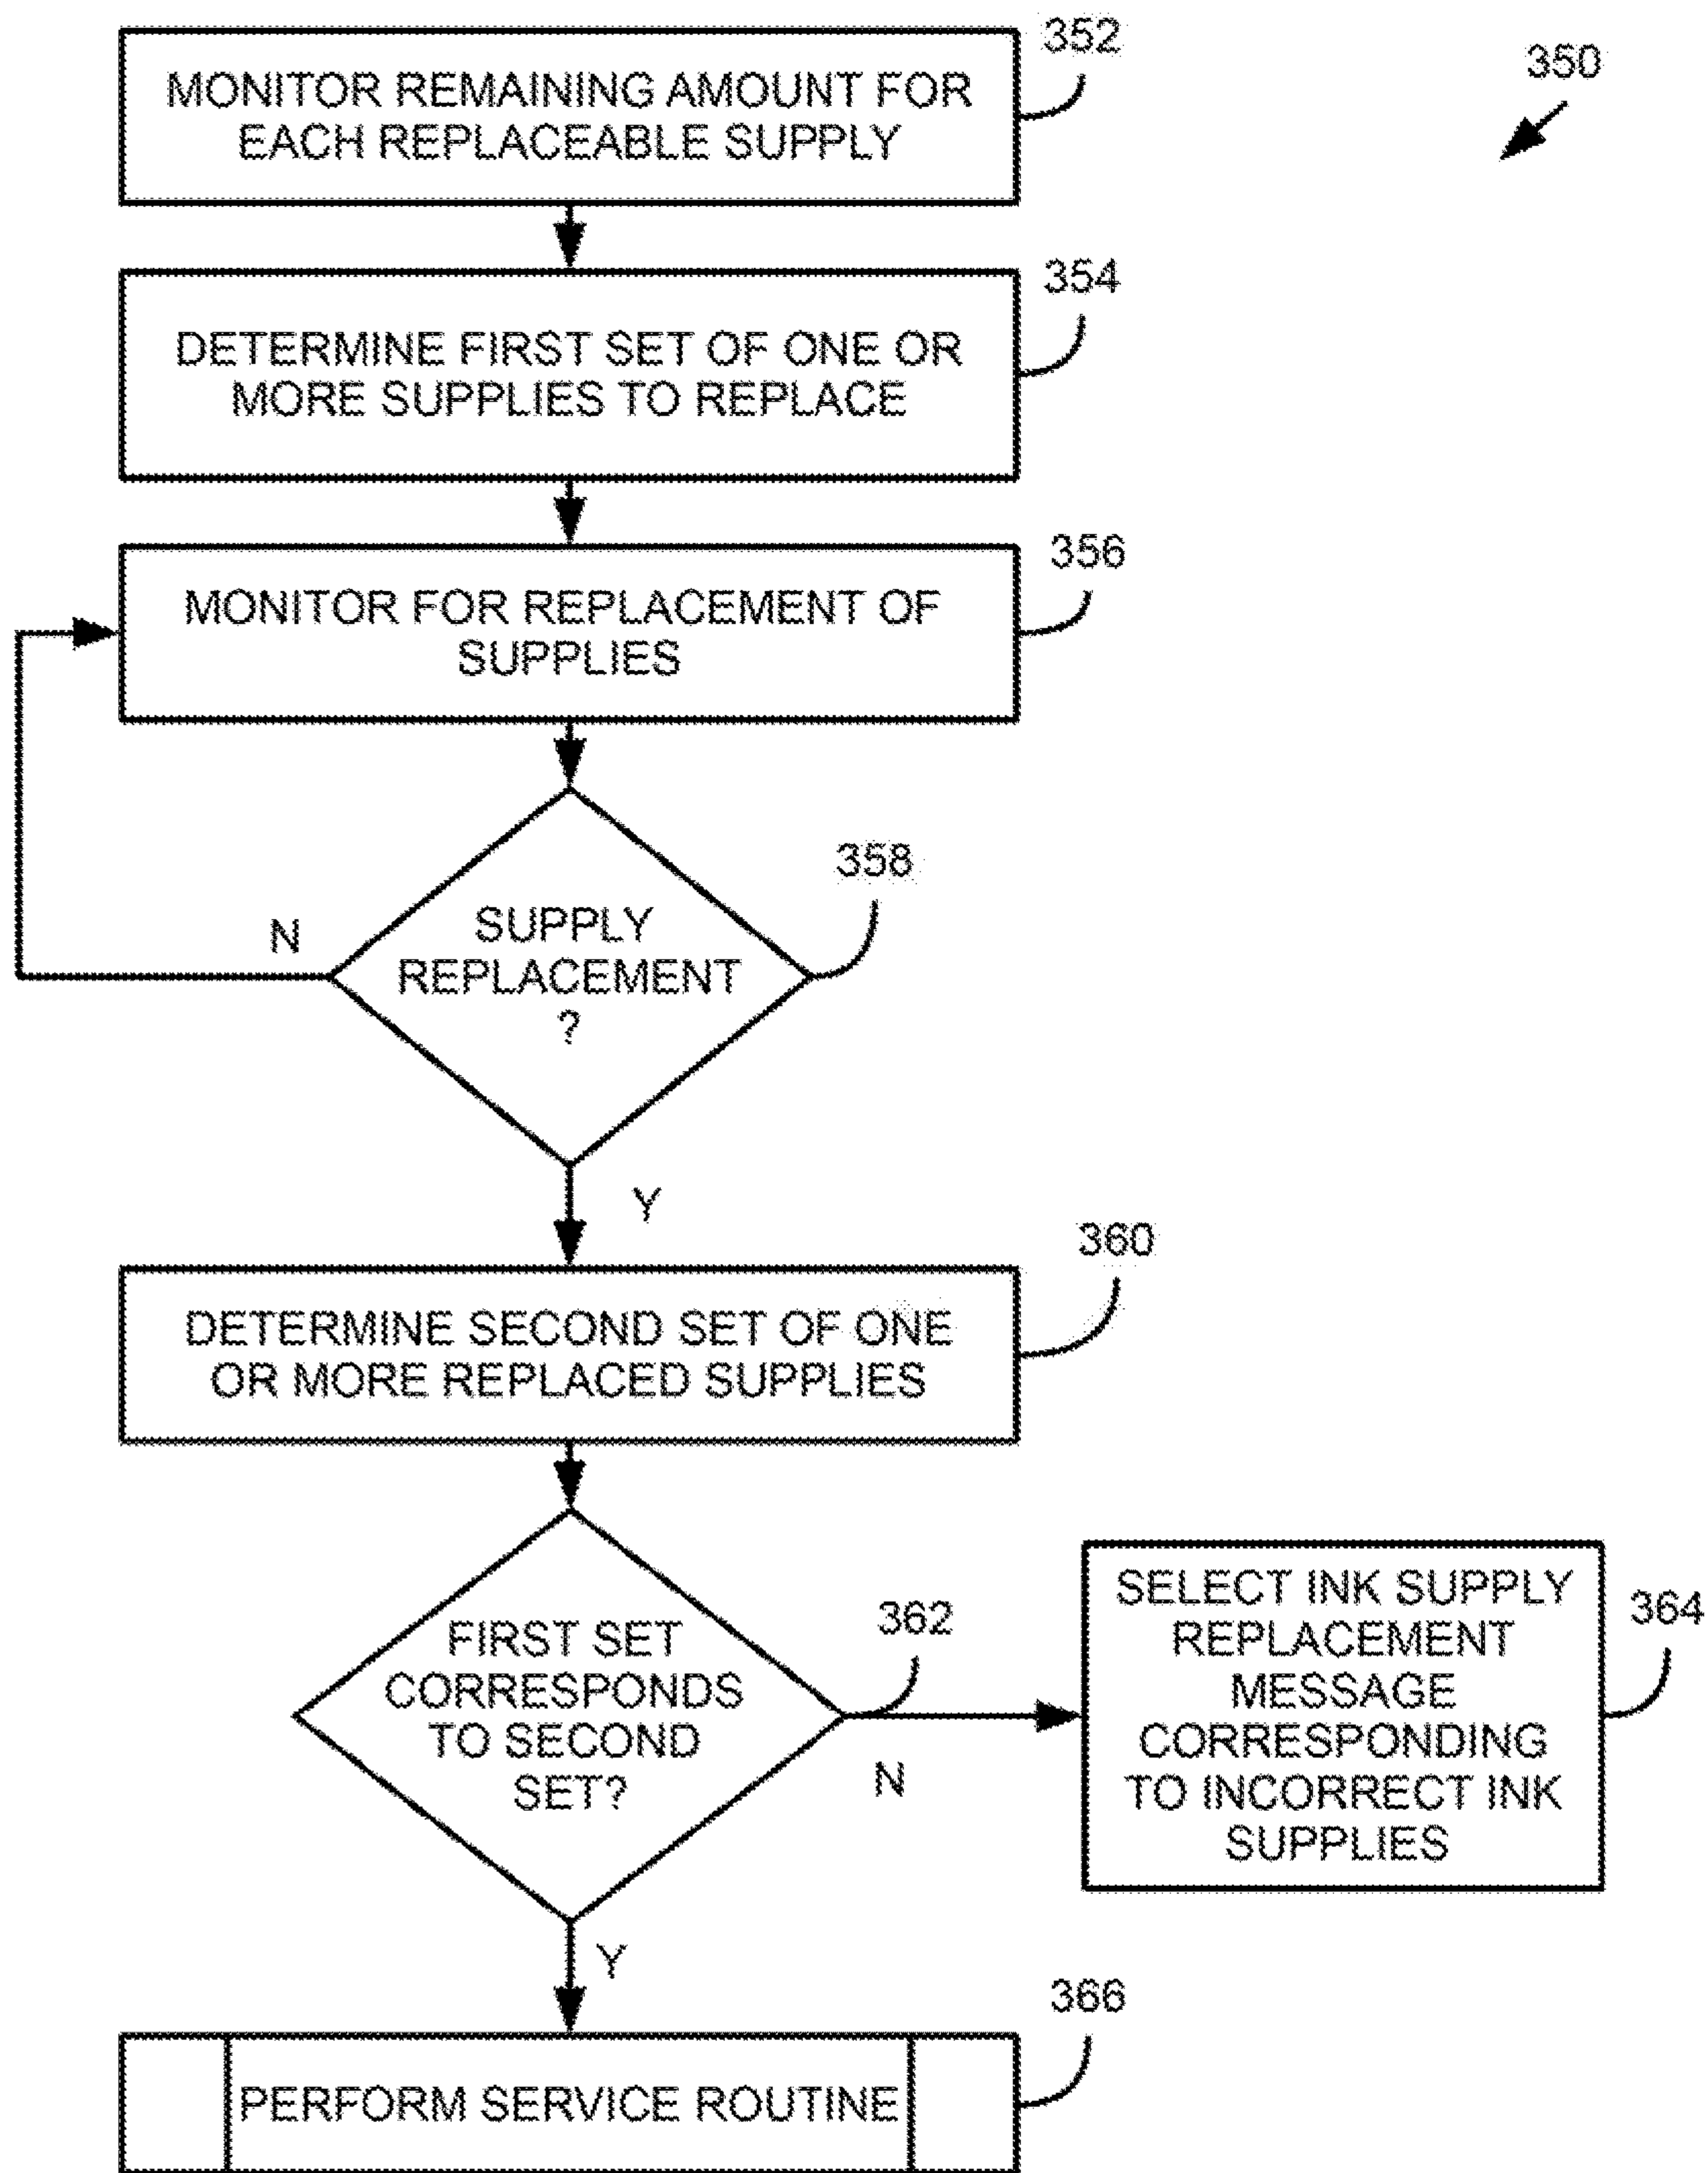 352
350
MONITOR REMAINING AMOUNT FOR
EACH REPLACEABLE SUPPLY
354
DETERMINE FIRST SET OF ONE OR
MORE SUPPLIES TO REPLACE
356
MONITOR FOR REPLACEMENT OF
SUPPLIES
358
N
SUPPLY
REPLACEMENT
?
Y
360
DETERMINE SECOND SET OF ONE
OR MORE REPLACED SUPPLIES
362
FIRST SET
CORRESPONDS
TO SECOND
SET?
N
SELECT INK SUPPLY
REPLACEMENT
MESSAGE
CORRESPONDING
TO INCORRECT INK
SUPPLIES
364
Y
366
PERFORM SERVICE ROUTINE